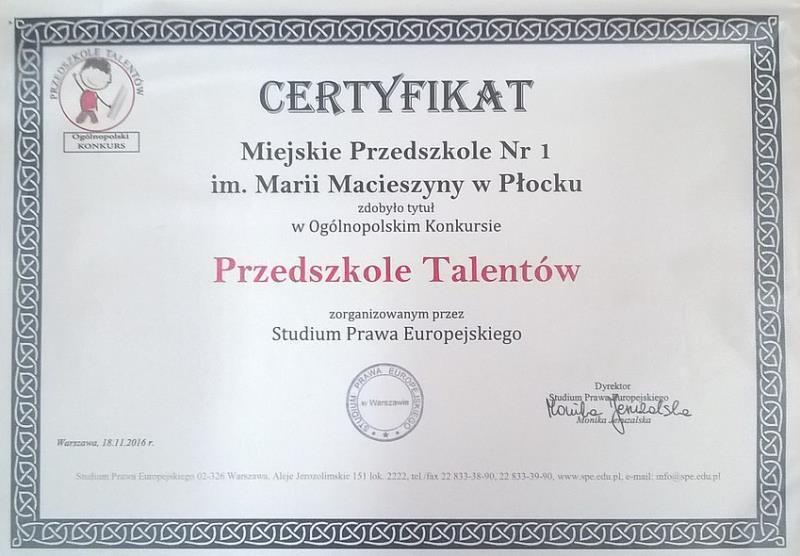 PRZEDSZKOLE TALENTÓW
Ogólnopolski
KONKURS
CERTYFIKAT
Miejskie Przedszkole Nr 1
im. Marii Macieszyny w Płocku
zdobyło tytuł
w Ogólnopolskim Konkursie
Przedszkole Talentów
zorganizowanym przez
Studium Prawa Europejskiego
STUDIUM PRAWA EUROPEJSKIEGO
w Warszawie
Dyrektor
Studium Prawa Europejskiego
Monika Jeruzalska
Monika Jeruzalska
Warszawa, 18.11.2016 r.
Studium Prawa Europejskiego 02-326 Warszawa, Aleje Jerozolimskie 151 lok. 2222, tel./fax 22 833-38-90, 22 833-39-90, www.spe.edu.pl, e-mail: info@spe.edu.pl